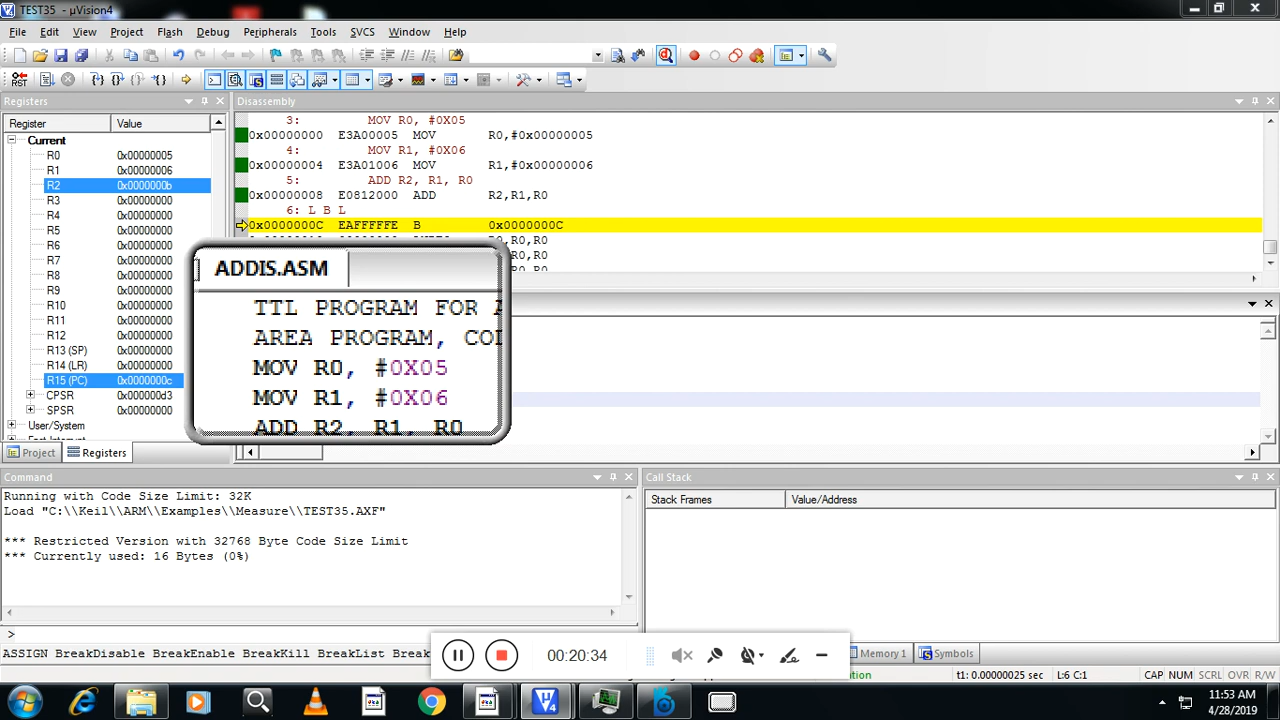 TEST35 - µVision4
File Edit View Project Flash Debug Peripherals Tools SVCS Window Help
Registers
Register Value
Current
R0 0x00000005
R1 0x00000006
R2 0x0000000b
R3 0x00000000
R4 0x00000000
R5 0x00000000
R6 0x00000000
R7 0x00000000
R8 0x00000000
R9 0x00000000
R10 0x00000000
R11 0x00000000
R12 0x00000000
R13 (SP) 0x00000000
R14 (LR) 0x00000000
R15 (PC) 0x0000000c
CPSR 0x000000d3
SPSR 0x00000000
User/System
Project Registers
Disassembly
3: MOV R0, #0X05
0x00000000 E3A00005 MOV R0,#0x00000005
4: MOV R1, #0X06
0x00000004 E3A01006 MOV R1,#0x00000006
5: ADD R2, R1, R0
0x00000008 E0812000 ADD R2,R1,R0
6: L B L
0x0000000C EAFFFFFE B 0x0000000C
R0,R0
R0,R0
ADDIS.ASM
TTL PROGRAM FOR
AREA PROGRAM,
MOV R0, #0X05
MOV R1, #0X06
ADD R2, R1, R0
Command
Running with Code Size Limit: 32K
Load "C:\\Keil\\ARM\\Examples\\Measure\\TEST35.AXF"
*** Restricted Version with 32768 Byte Code Size Limit
*** Currently used: 16 Bytes (0%)
>
ASSIGN BreakDisable BreakEnable BreakKill BreakList
Call Stack
Stack Frames Value/Address
Memory 1 Symbols
00:20:34
t1: 0.00000025 sec L:6 C:1 CAP NUM SCRL OVR R/W
11:53 AM
4/28/2019